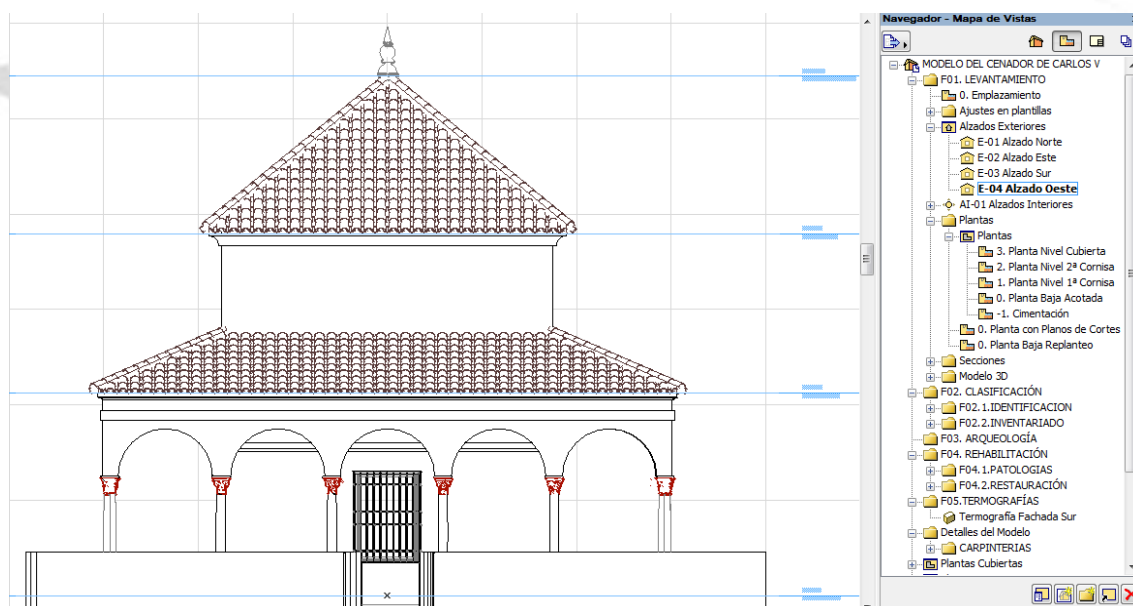 Navegador - Mapa de Vistas
MODELO DEL CENADOR DE CARLOS V
F01. LEVANTAMIENTO
0. Emplazamiento
Ajustes en plantillas
Alzados Exteriores
E-01 Alzado Norte
E-02 Alzado Este
E-03 Alzado Sur
E-04 Alzado Oeste
AI-01 Alzados Interiores
Plantas
Plantas
3. Planta Nivel Cubierta
2. Planta Nivel 2ª Cornisa
1. Planta Nivel 1ª Cornisa
0. Planta Baja Acotada
-1. Cimentación
0. Planta con Planos de Cortes
0. Planta Baja Replanteo
Secciones
Modelo 3D
F02. CLASIFICACIÓN
F02.1.IDENTIFICACION
F02.2.INVENTARIADO
F03. ARQUEOLOGÍA
F04. REHABILITACIÓN
F04.1.PATOLOGIAS
F04.2.RESTAURACIÓN
F05.TERMOGRAFÍAS
Termografía Fachada Sur
Detalles del Modelo
CARPINTERIAS
Plantas Cubiertas